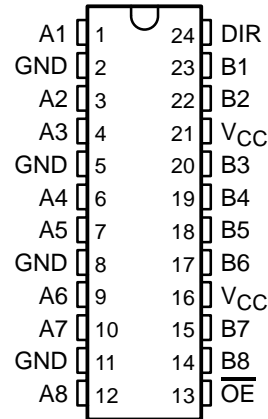 A1 1 24 DIR
GND 2 23 B1
A2 3 22 B2
A3 4 21 VCC
GND 5 20 B3
A4 6 19 B4
A5 7 18 B5
GND 8 17 B6
A6 9 16 VCC
A7 10 15 B7
GND 11 14 B8
A8 12 13 O̅E̅